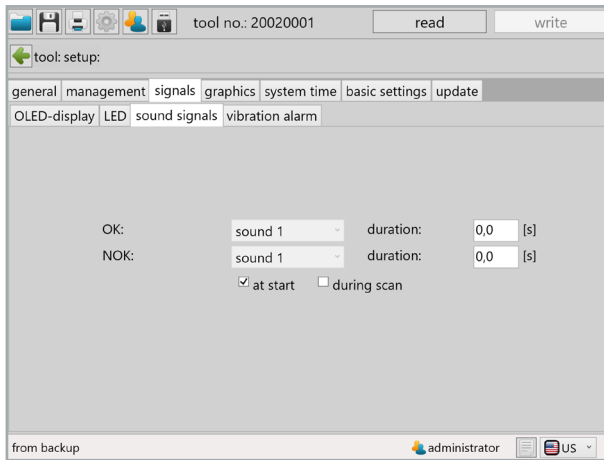 tool no.: 20020001 read write
tool: setup:
general management signals graphics system time basic settings update
OLED-display LED sound signals vibration alarm
OK: sound 1 duration: 0,0 [s]
NOK: sound 1 duration: 0,0 [s]
at start during scan
from backup administrator US